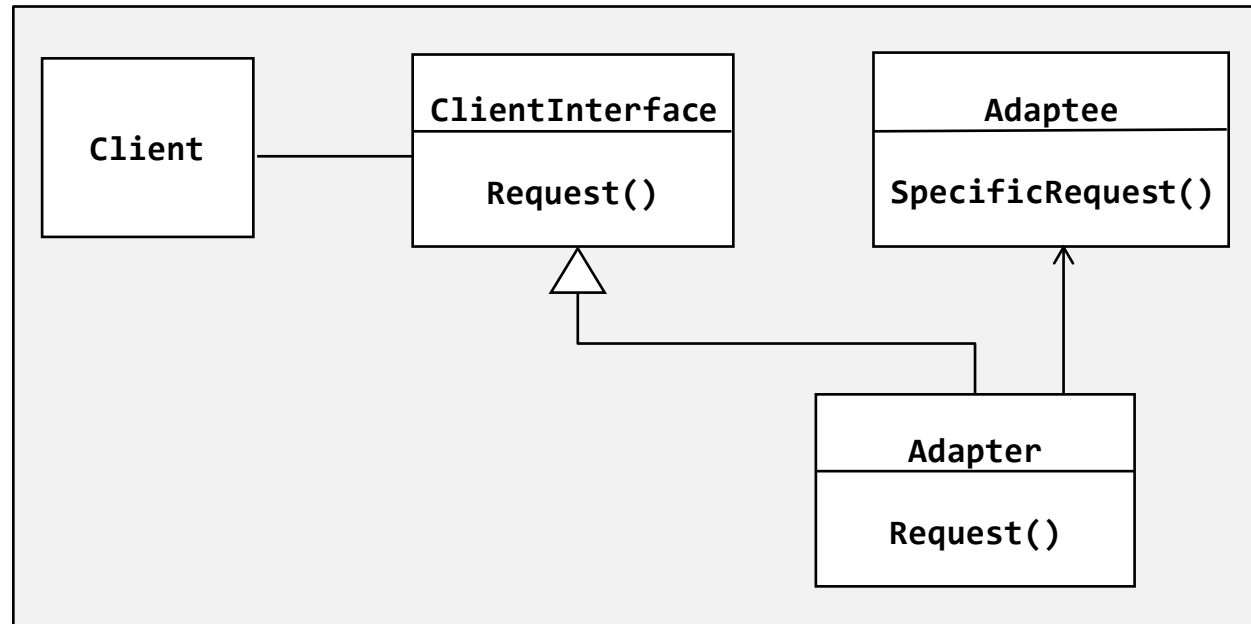 Client
ClientInterface
Request()
Adaptee
SpecificRequest()
Adapter
Request()